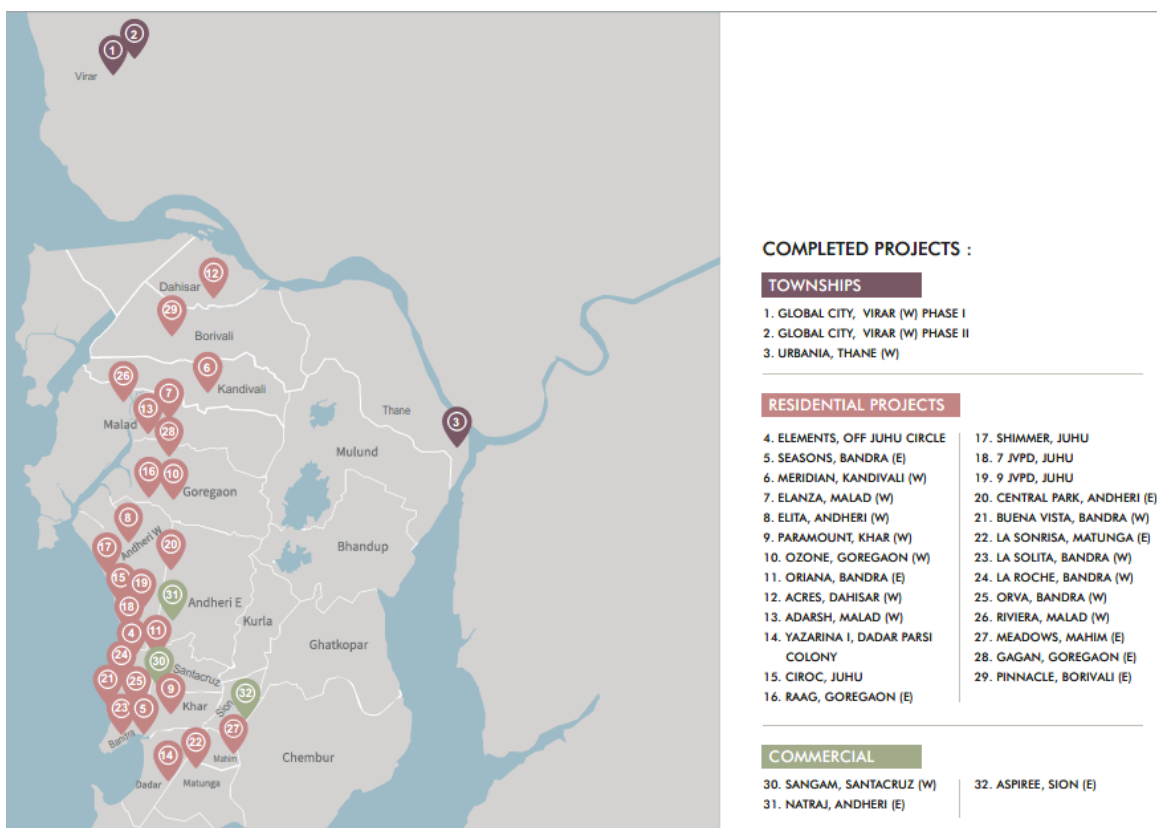 2
1
Virar
12
Dahisar
29
Borivali
6
Kandivali
26
7
13
Malad
28
Thane
3
Mulund
16
10
Goregaon
8
Andheri W
17
20
Bhandup
15
19
31
Andheri E
18
Kurla
4
11
Ghatkopar
24
30
Santacruz
21
25
9
32
Khar
Sion
23
5
Bandra
27
22
14
Mahim
Chembur
Dadar
Matunga
COMPLETED PROJECTS :
TOWNSHIPS
1. GLOBAL CITY, VIRAR (W) PHASE I
2. GLOBAL CITY, VIRAR (W) PHASE II
3. URBANIA, THANE (W)
RESIDENTIAL PROJECTS
4. ELEMENTS, OFF JUHU CIRCLE
5. SEASONS, BANDRA (E)
6. MERIDIAN, KANDIVALI (W)
7. ELANZA, MALAD (W)
8. ELITA, ANDHERI (W)
9. PARAMOUNT, KHAR (W)
10. OZONE, GOREGAON (W)
11. ORIANA, BANDRA (E)
12. ACRES, DAHISAR (W)
13. ADARSH, MALAD (W)
14. YAZARINA I, DADAR PARSI
COLONY
15. CIROC, JUHU
16. RAAG, GOREGAON (E)
17. SHIMMER, JUHU
18. 7 JVPD, JUHU
19. 9 JVPD, JUHU
20. CENTRAL PARK, ANDHERI (E)
21. BUENA VISTA, BANDRA (W)
22. LA SONRISA, MATUNGA (E)
23. LA SOLITA, BANDRA (W)
24. LA ROCHE, BANDRA (W)
25. ORVA, BANDRA (W)
26. RIVIERA, MALAD (W)
27. MEADOWS, MAHIM (E)
28. GAGAN, GOREGAON (E)
29. PINNACLE, BORIVALI (E)
COMMERCIAL
30. SANGAM, SANTACRUZ (W)
31. NATRAJ, ANDHERI (E)
32. ASPIREE, SION (E)